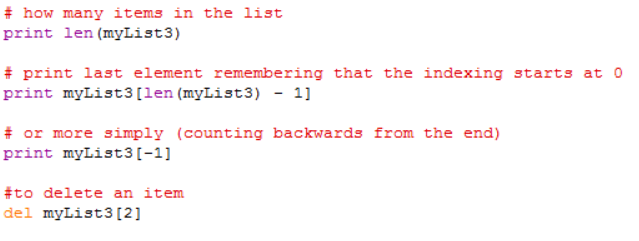 # how many items in the list
print len(myList3)
# print last element remembering that the indexing starts at 0
print myList3[len(myList3) - 1]
# or more simply (counting backwards from the end)
print myList3[-1]
#to delete an item
del myList3[2]